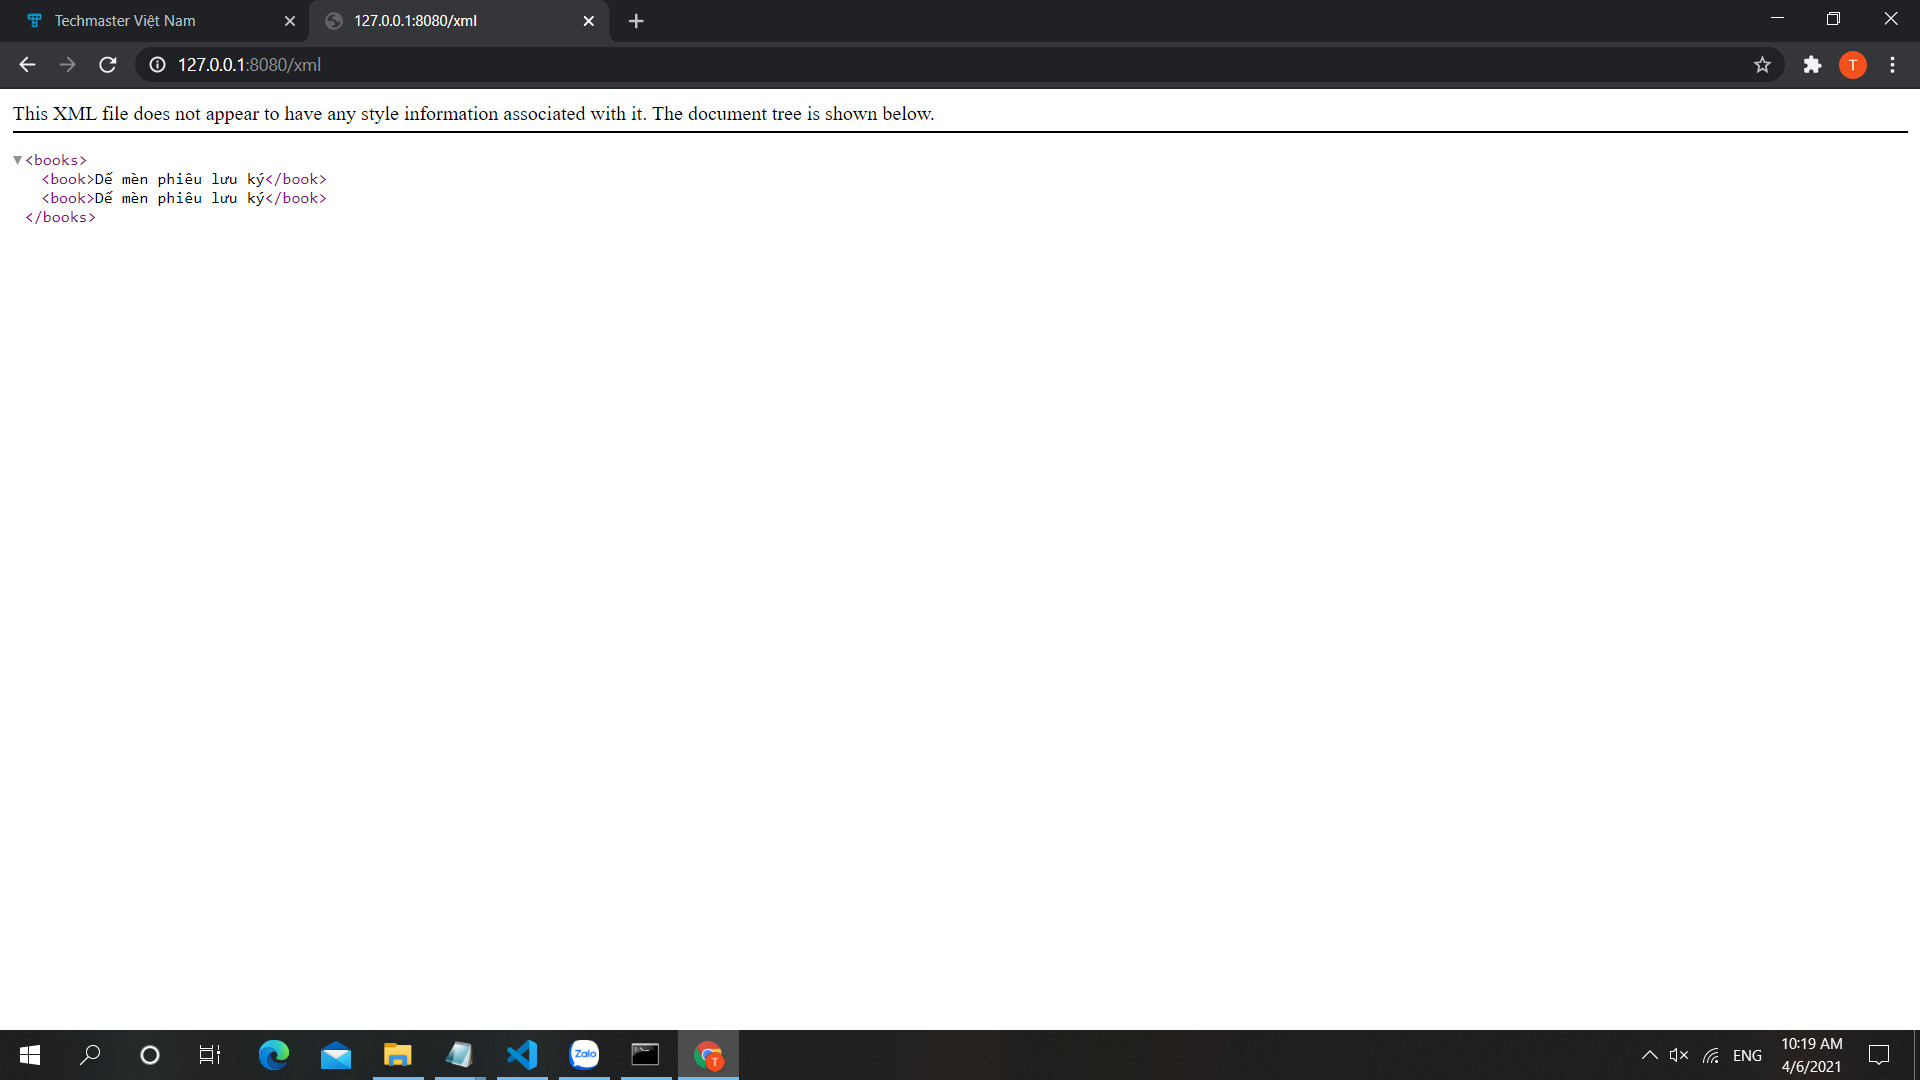 Techmaster Việt Nam
127.0.0.1:8080/xml
127.0.0.1:8080/xml
T
This XML file does not appear to have any style information associated with it. The document tree is shown below.
<books>
<book>Dế mèn phiêu lưu ký</book>
<book>Dế mèn phiêu lưu ký</book>
</books>
Zalo
T
ENG
10:19 AM
4/6/2021